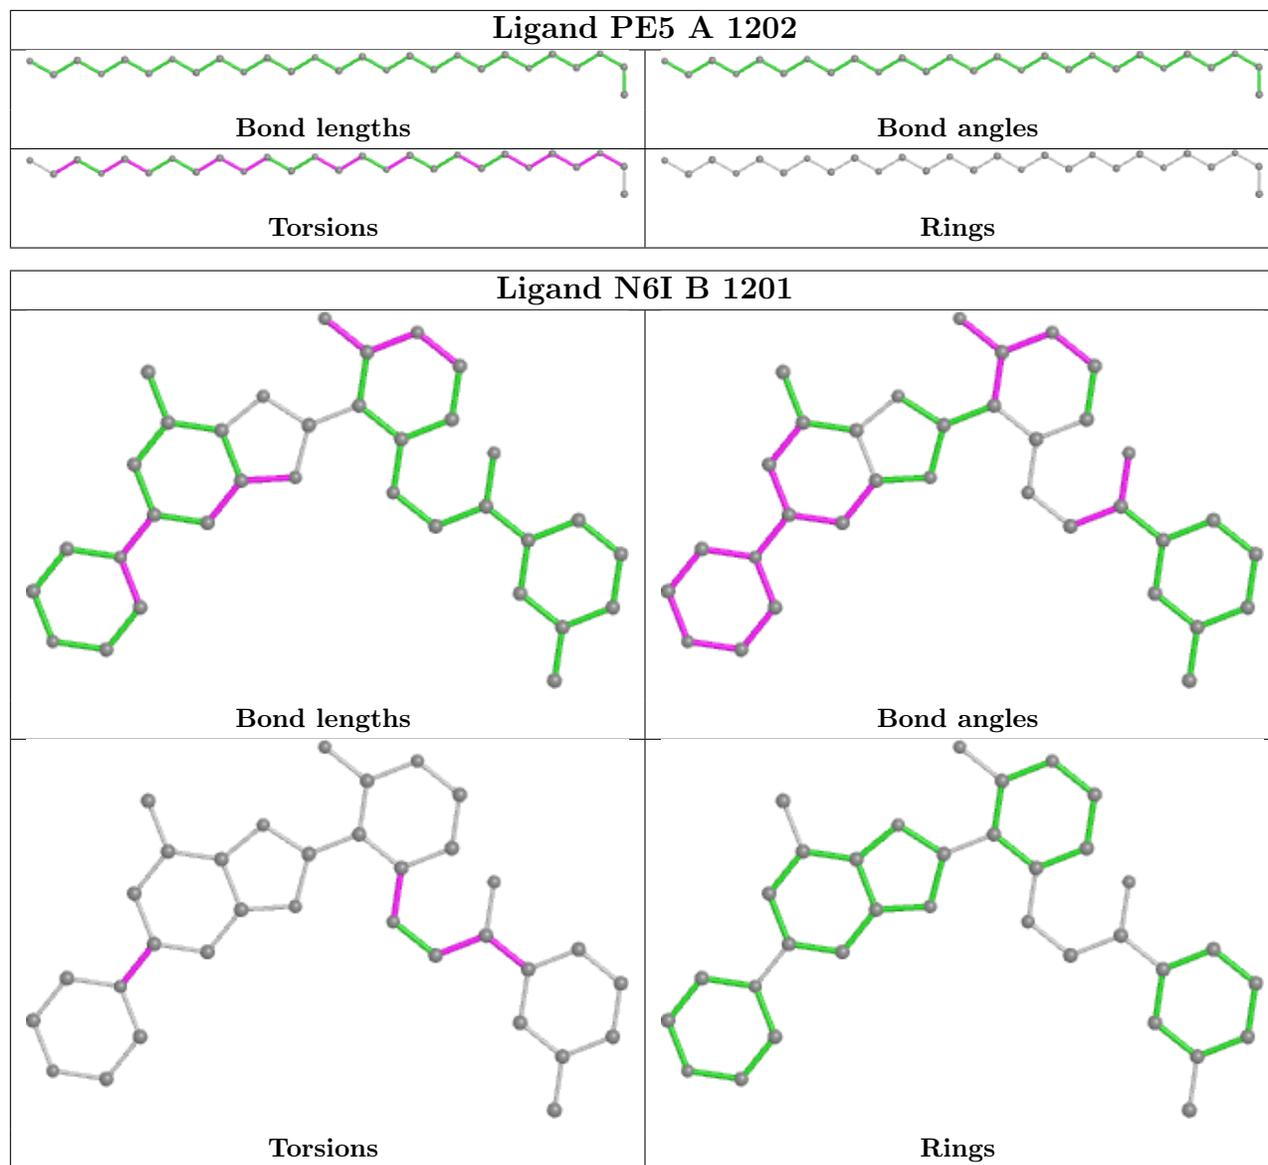 Ligand PE5 A 1202
Bond lengths
Bond angles
Torsions
Rings
Ligand N6I B 1201
Bond lengths
Bond angles
Torsions
Rings